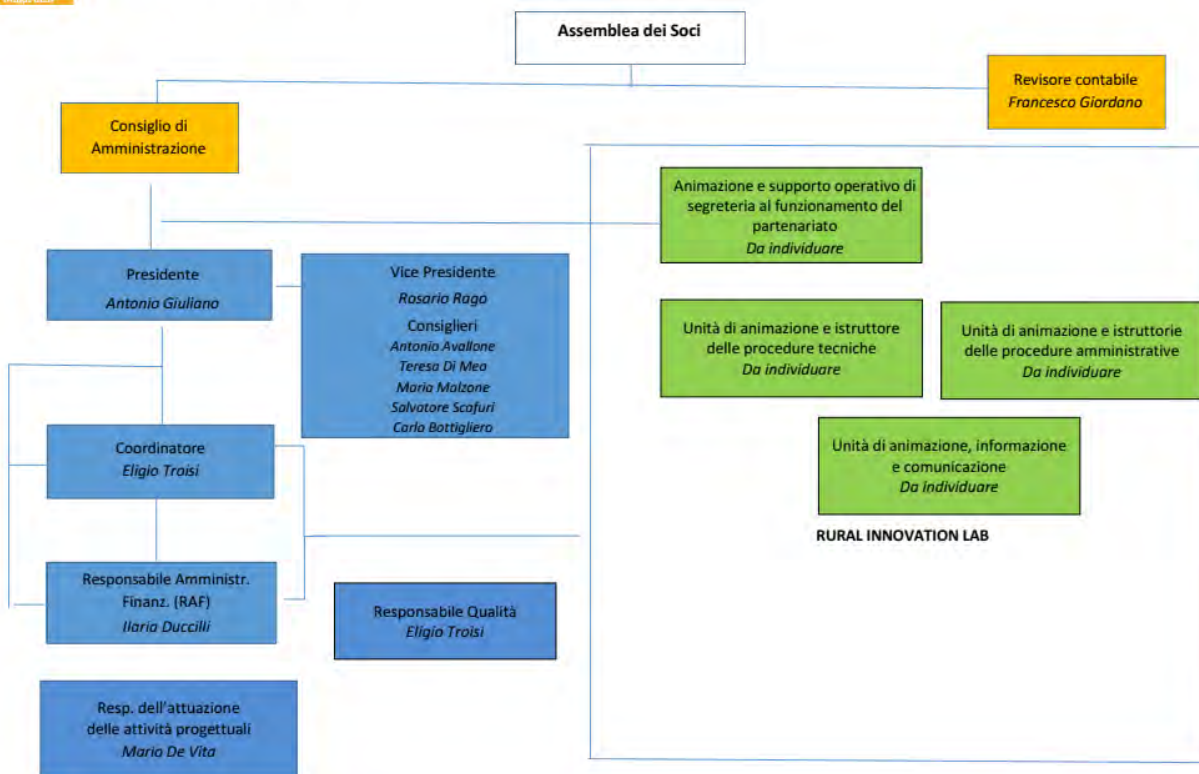 Assemblea dei Soci
Revisore contabile
Francesco Giordano
Consiglio di
Amministrazione
Animazione e supporto operativo di
segreteria al funzionamento del
partenariato
Da individuare
Presidente
Antonio Giuliano
Vice Presidente
Rosario Rago
Consiglieri
Antonio Avallone
Teresa Di Meo
Maria Malzone
Salvatore Scafuri
Carlo Bottigliero
Unità di animazione e istruttore
delle procedure tecniche
Da individuare
Unità di animazione e istruttorie
delle procedure amministrative
Da individuare
Coordinatore
Eligio Troisi
Unità di animazione, informazione
e comunicazione
Da individuare
RURAL INNOVATION LAB
Responsabile Amministr.
Finanz. (RAF)
Ilaria Duccilli
Responsabile Qualità
Eligio Troisi
Resp. dell'attuazione
delle attività progettuali
Mario De Vita